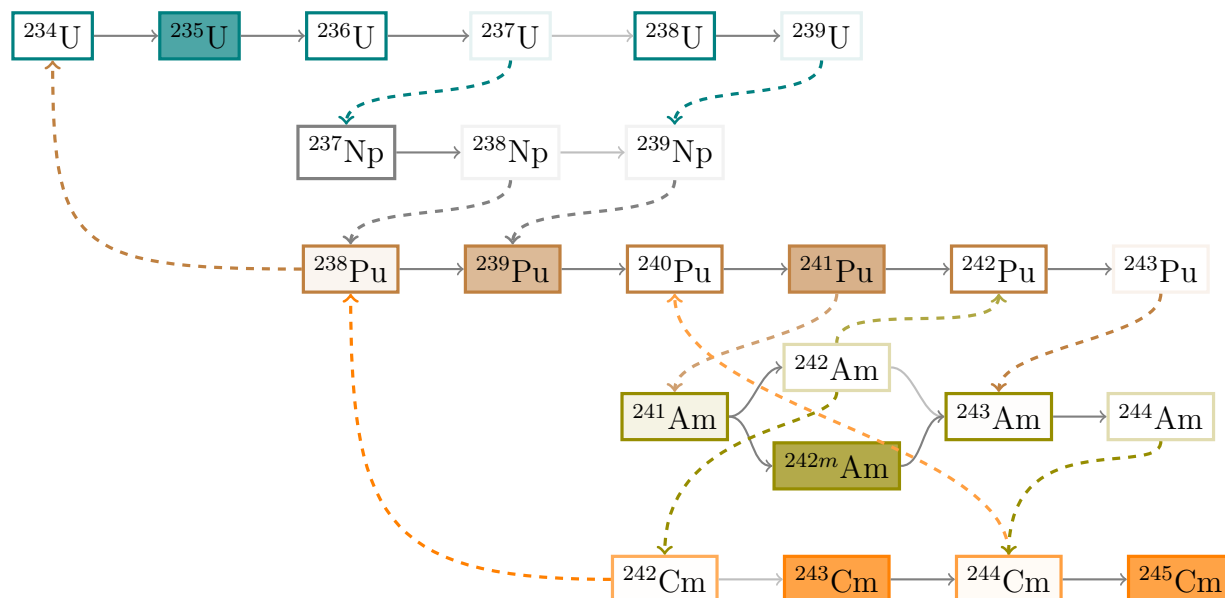 ²³⁴U ²³⁵U ²³⁶U ²³⁷U ²³⁸U ²³⁹U
²³⁷Np ²³⁸Np ²³⁹Np
²³⁸Pu ²³⁹Pu ²⁴⁰Pu ²⁴¹Pu ²⁴²Pu ²⁴³Pu
²⁴²Am
²⁴¹Am ²⁴³Am ²⁴⁴Am
²⁴²ᵐAm
²⁴²Cm ²⁴³Cm ²⁴⁴Cm ²⁴⁵Cm